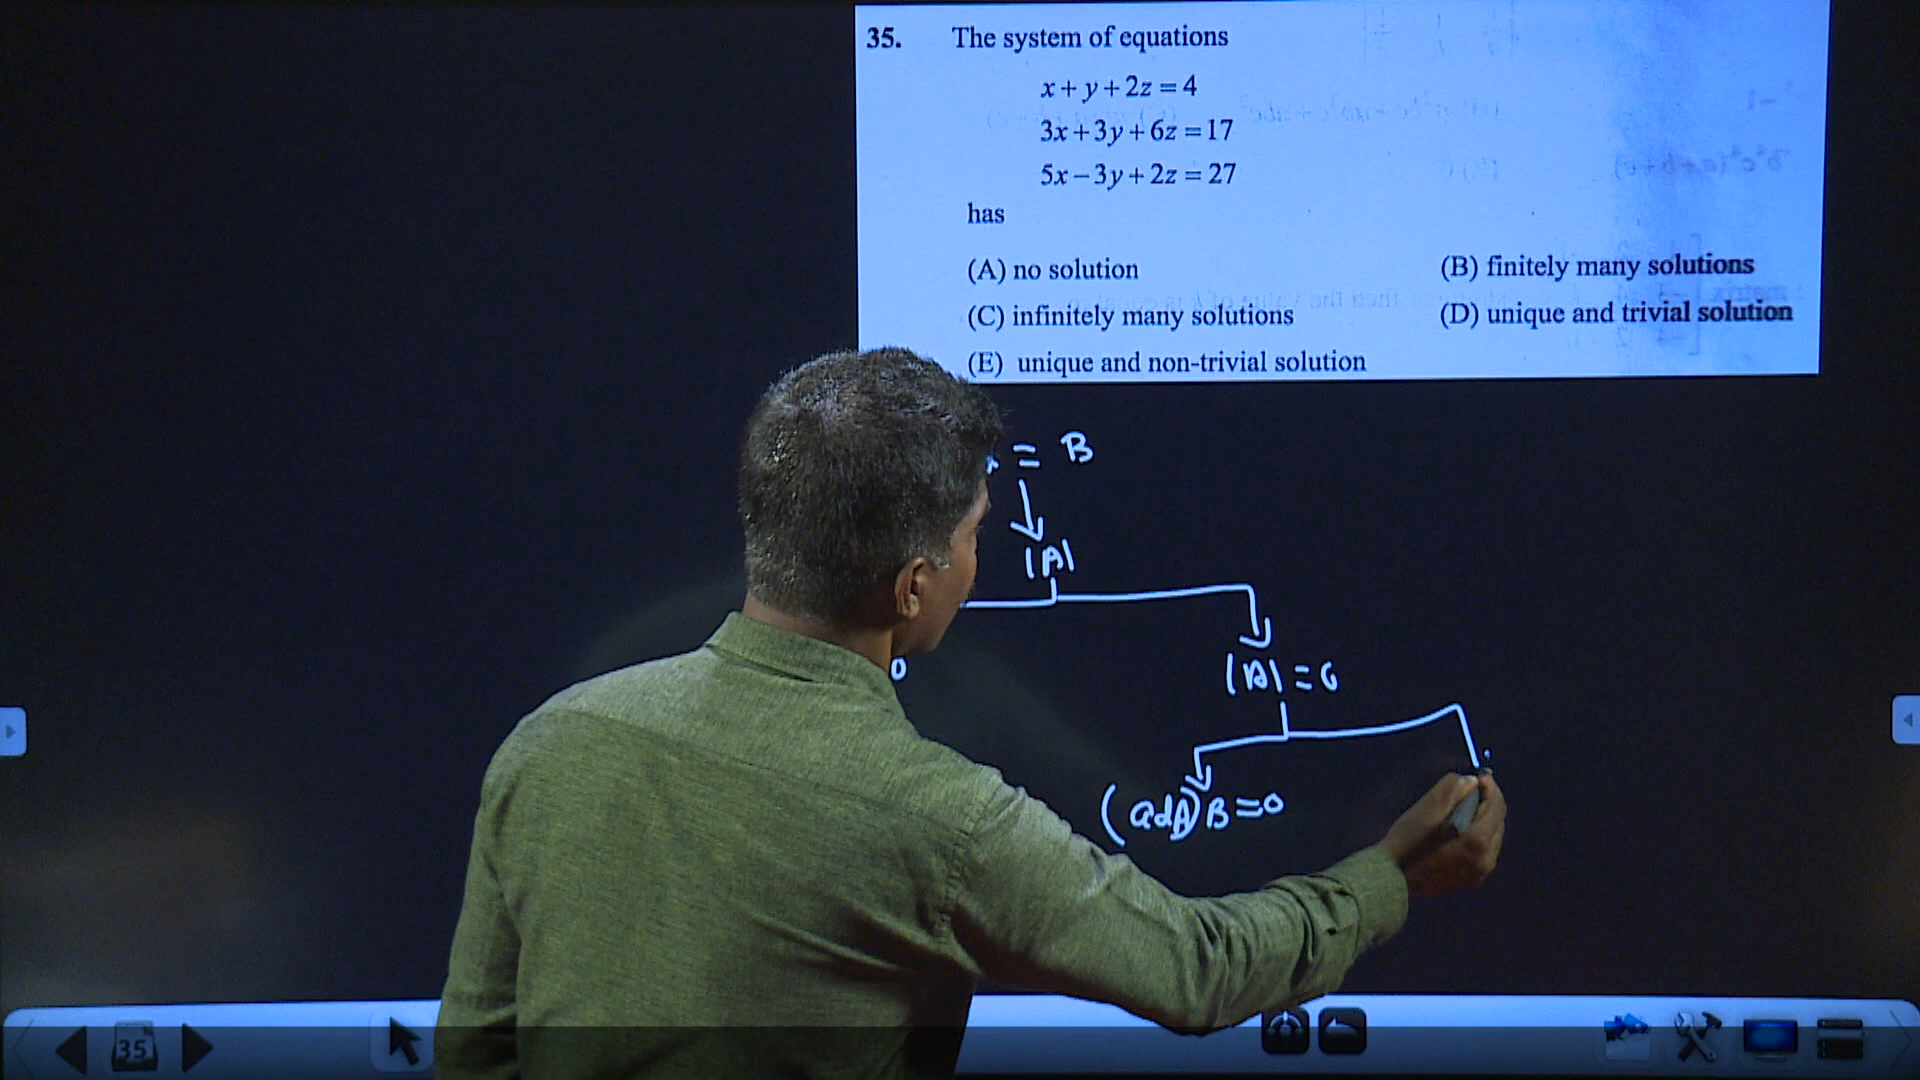 35. The system of equations
x + y + 2z = 4
3x + 3y + 6z = 17
5x − 3y + 2z = 27
has
(A) no solution (B) finitely many solutions
(C) infinitely many solutions (D) unique and trivial solution
(E) unique and non-trivial solution
= B
|A|
0
|A| = 0
(adA)B = 0
35